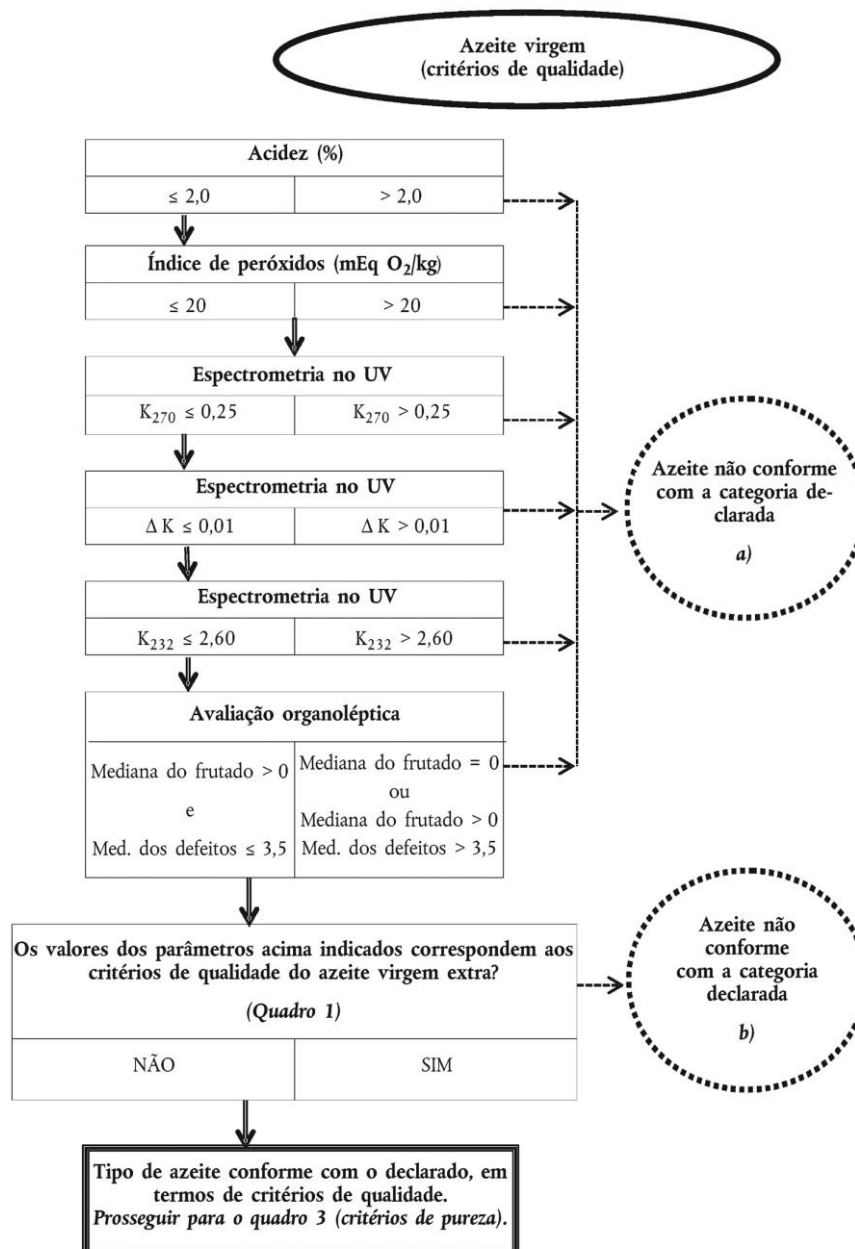 Azeite virgem
(critérios de qualidade)
Acidez (%)
≤ 2,0
> 2,0
Índice de peróxidos (mEq O₂/kg)
≤ 20
> 20
Espectrometria no UV
K₂₇₀ ≤ 0,25
K₂₇₀ > 0,25
Espectrometria no UV
Δ K ≤ 0,01
Δ K > 0,01
Azeite não conforme
com a categoria de-
clarada
a)
Espectrometria no UV
K₂₃₂ ≤ 2,60
K₂₃₂ > 2,60
Avaliação organoléptica
Mediana do frutado > 0
e
Med. dos defeitos ≤ 3,5
Mediana do frutado = 0
ou
Mediana do frutado > 0
Med. dos defeitos > 3,5
Os valores dos parâmetros acima indicados correspondem aos
critérios de qualidade do azeite virgem extra?
(Quadro 1)
NÃO
SIM
Azeite não
conforme
com a categoria
declarada
b)
Tipo de azeite conforme com o declarado, em
termos de critérios de qualidade.
Prosseguir para o quadro 3 (critérios de pureza).